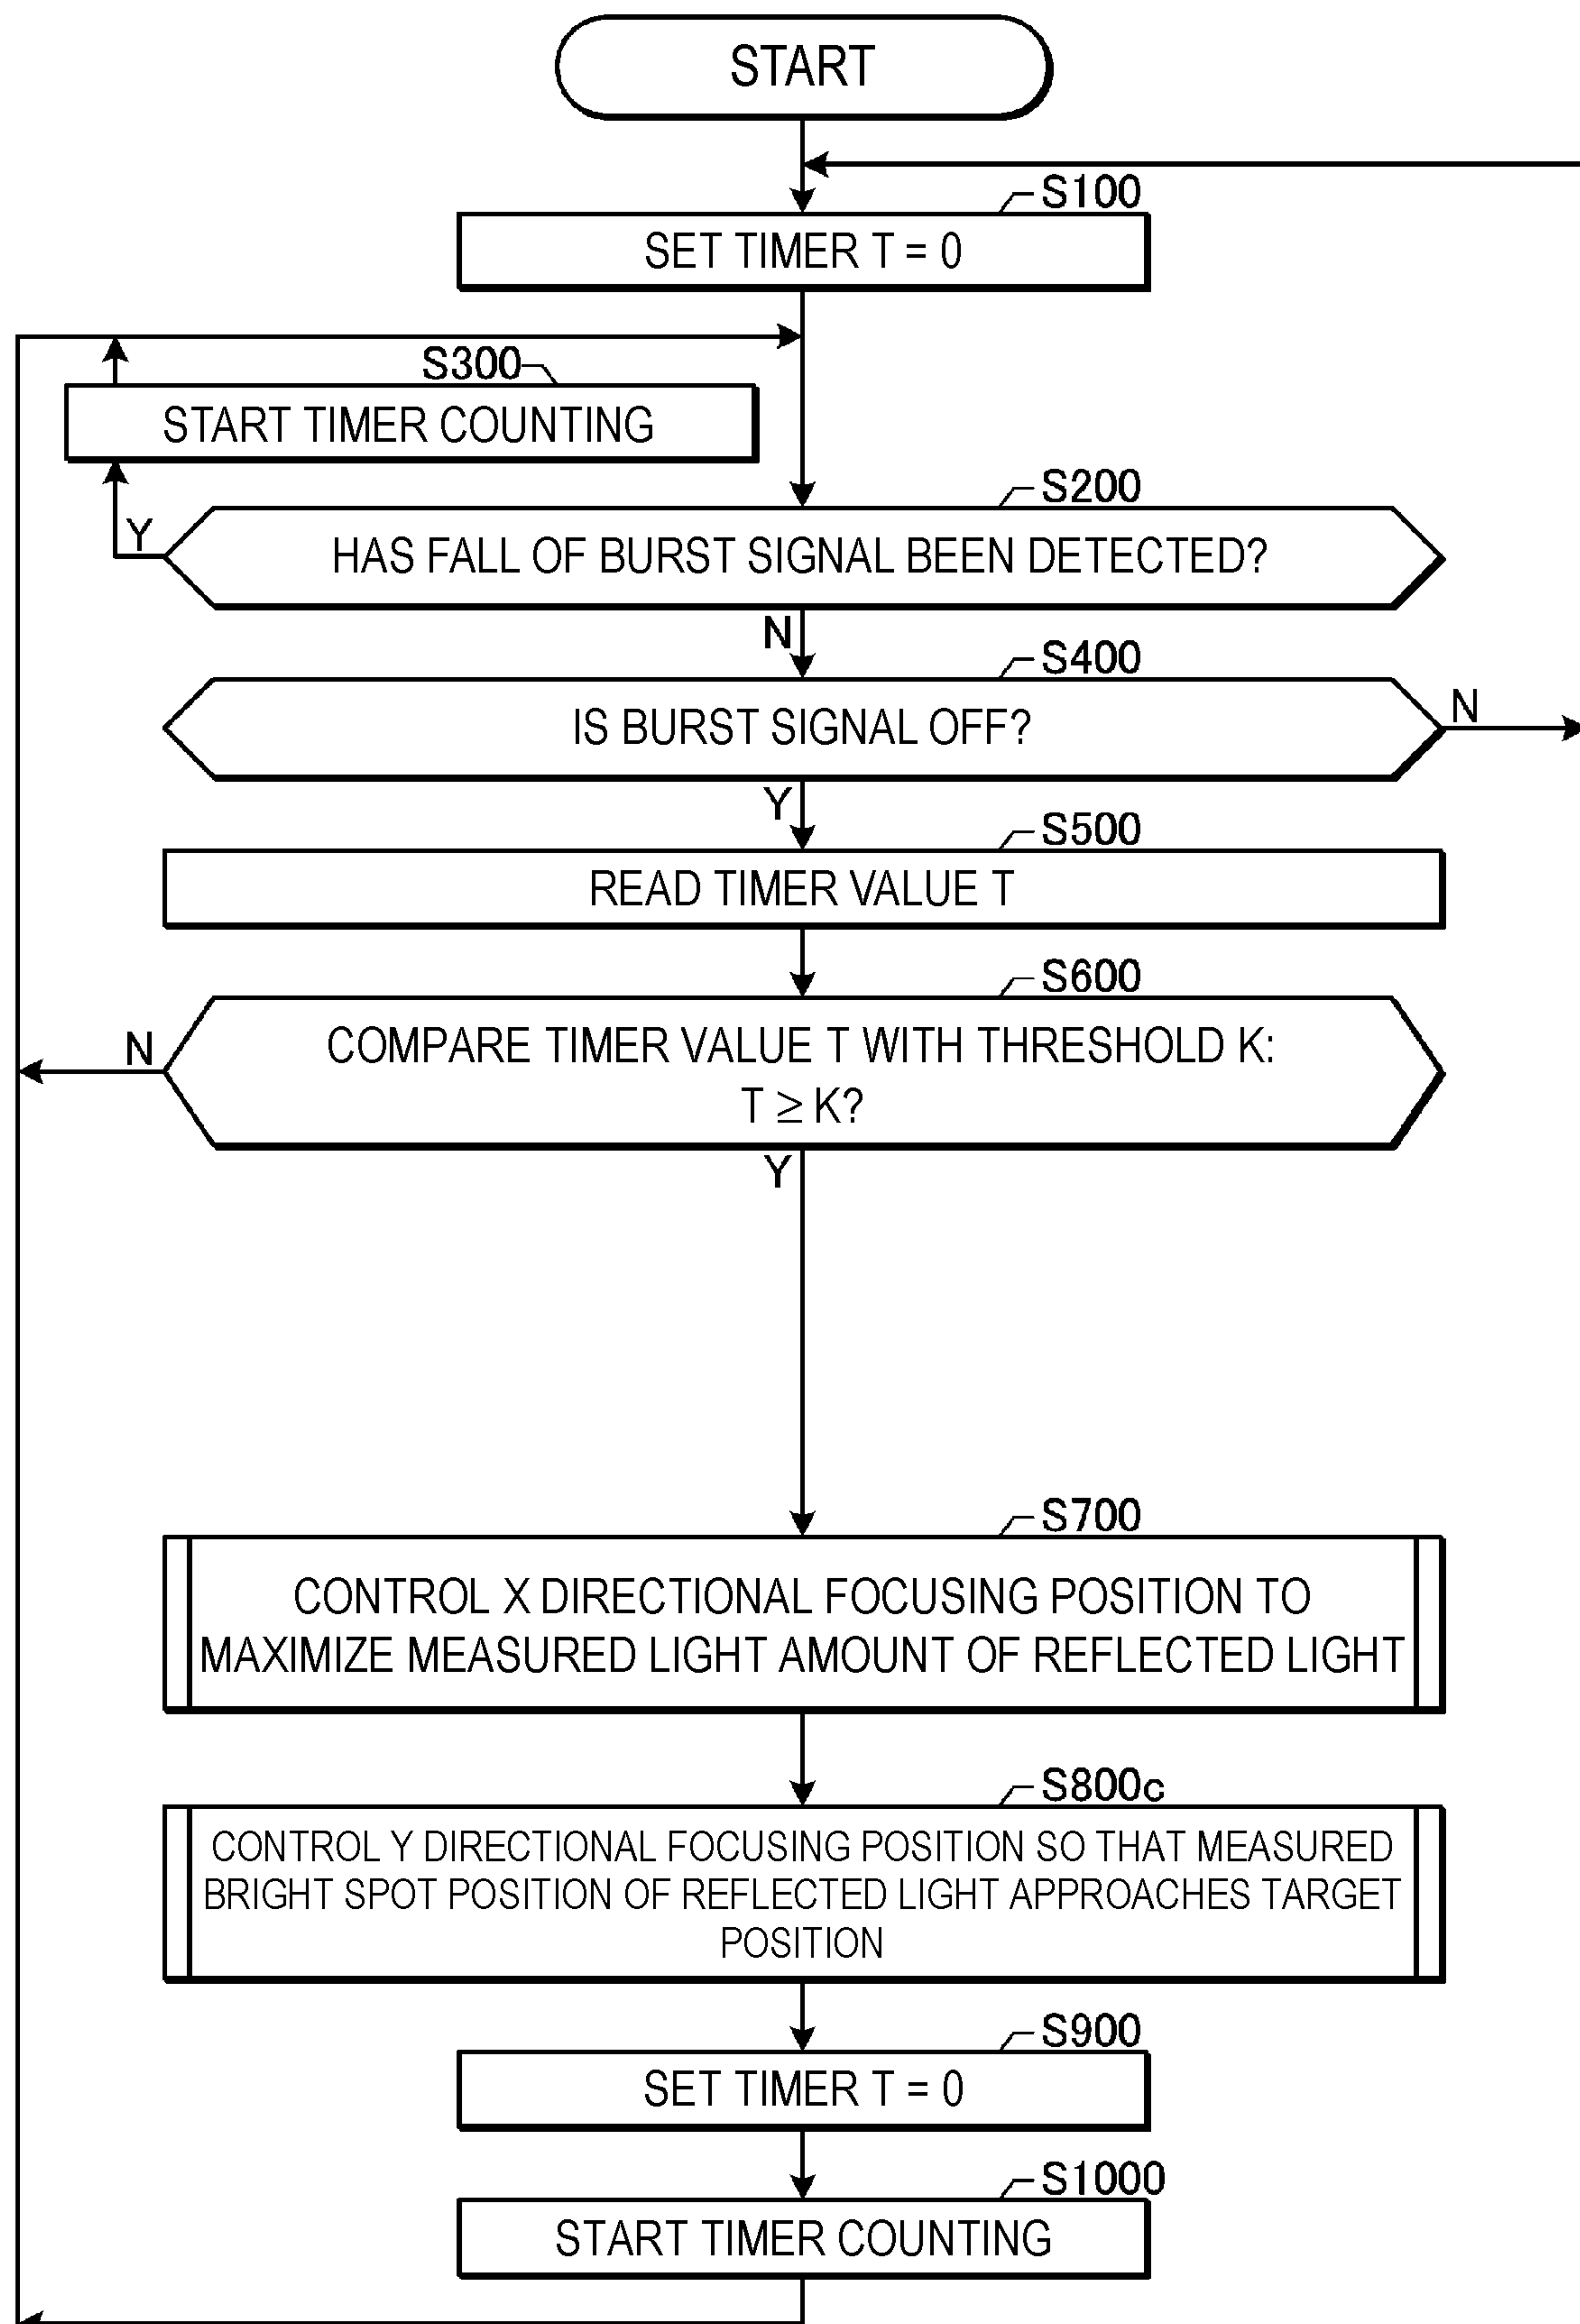 START
S100
SET TIMER T = 0
S300
START TIMER COUNTING
S200
Y
HAS FALL OF BURST SIGNAL BEEN DETECTED?
N
S400
IS BURST SIGNAL OFF?
N
Y
S500
READ TIMER VALUE T
S600
N
COMPARE TIMER VALUE T WITH THRESHOLD K:
T ≥ K?
Y
S700
CONTROL X DIRECTIONAL FOCUSING POSITION TO
MAXIMIZE MEASURED LIGHT AMOUNT OF REFLECTED LIGHT
S800c
CONTROL Y DIRECTIONAL FOCUSING POSITION SO THAT MEASURED
BRIGHT SPOT POSITION OF REFLECTED LIGHT APPROACHES TARGET
POSITION
S900
SET TIMER T = 0
S1000
START TIMER COUNTING